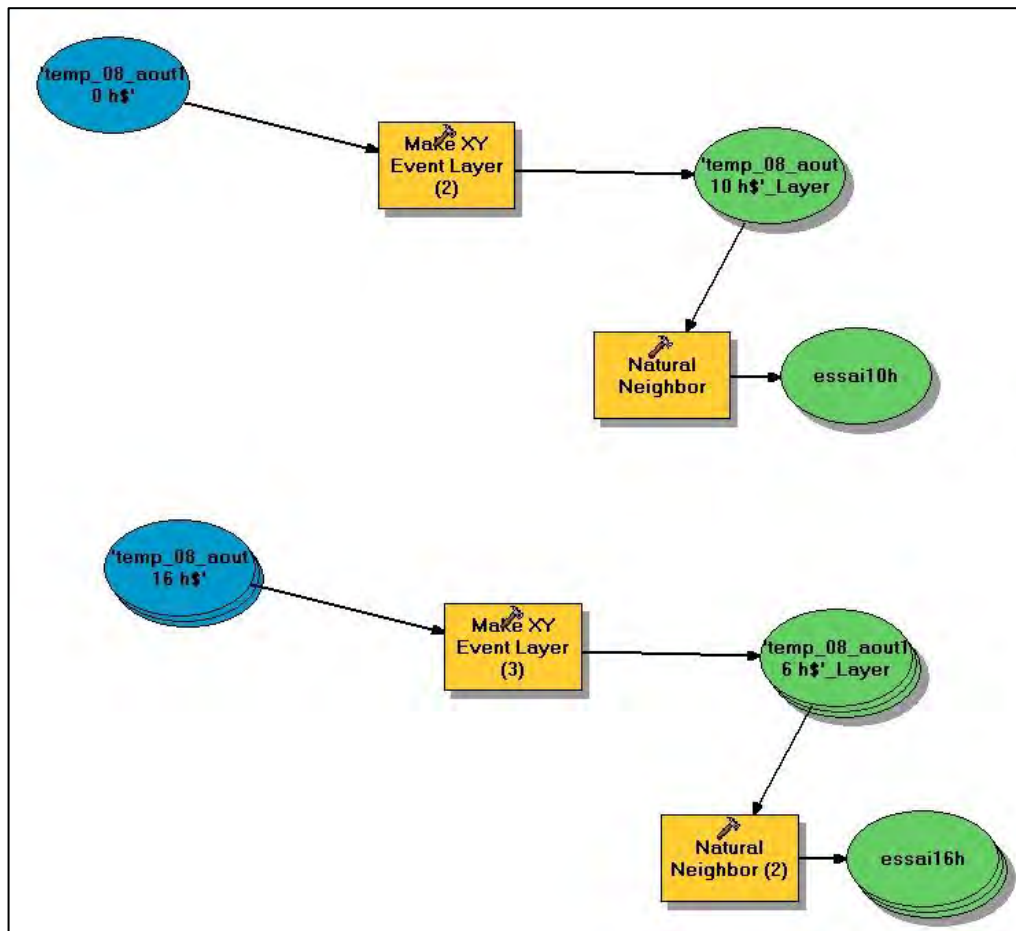 'temp_08_aout1
0 h$'
Make XY
Event Layer
(2)
'temp_08_aout
10 h$'_Layer
Natural
Neighbor
essai10h
'temp_08_aout
16 h$'
Make XY
Event Layer
(3)
'temp_08_aout1
6 h$'_Layer
Natural
Neighbor (2)
essai16h